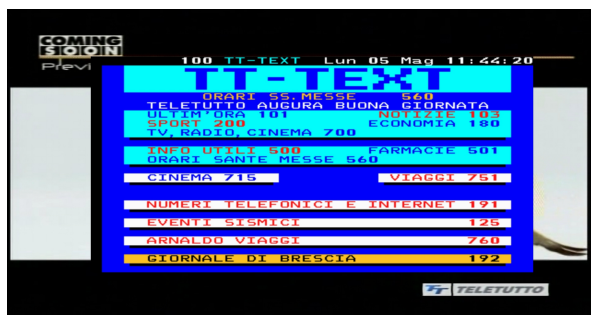 COMING
SOON
Previ
100 TT-TEXT Lun 05 Mag 11:44:20
TT-TEXT
ORARI SS.MESSE 560
TELETUTTO AUGURA BUONA GIORNATA
ULTIM'ORA 101 NOTIZIE 103
SPORT 200 ECONOMIA 180
TV,RADIO,CINEMA 700
INFO UTILI 500 FARMACIE 501
ORARI SANTE MESSE 560
CINEMA 715 VIAGGI 751
NUMERI TELEFONICI E INTERNET 191
EVENTI SISMICI 125
ARNALDO VIAGGI 760
GIORNALE DI BRESCIA 192
TT TELETUTTO